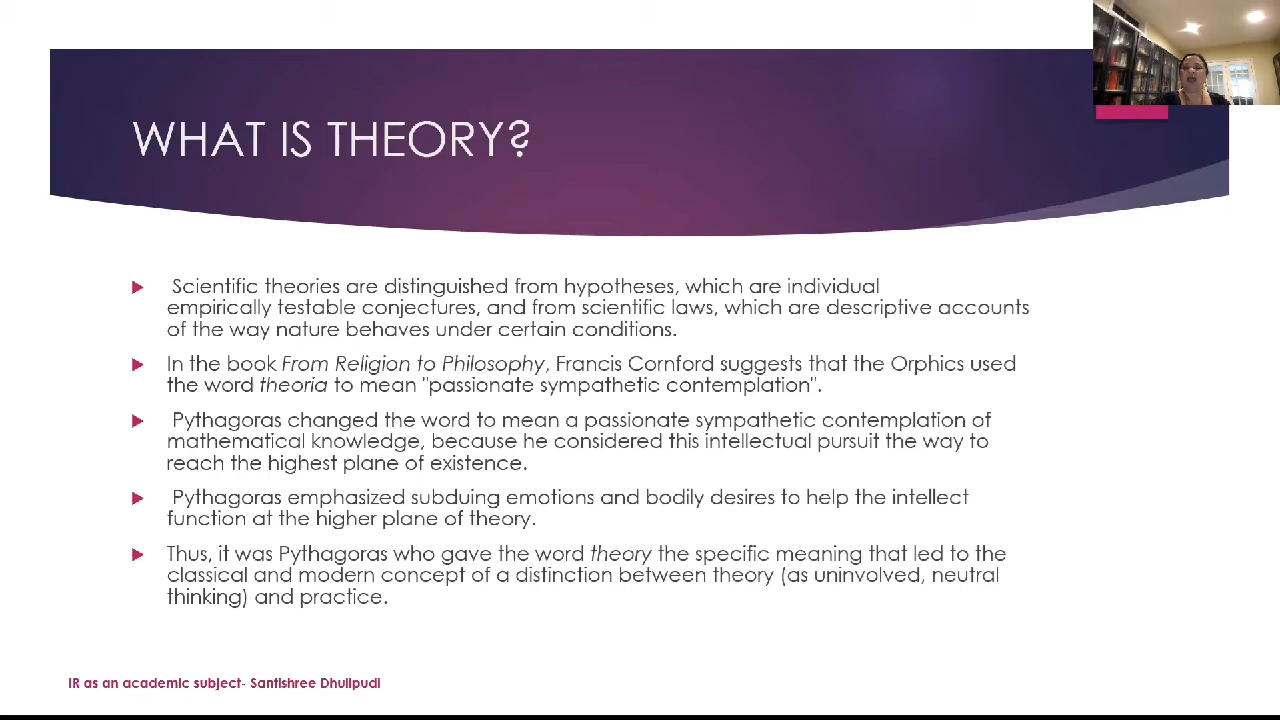 WHAT IS THEORY?
Scientific theories are distinguished from hypotheses, which are individual
empirically testable conjectures, and from scientific laws, which are descriptive accounts
of the way nature behaves under certain conditions.
In the book From Religion to Philosophy, Francis Cornford suggests that the Orphics used
the word theoria to mean "passionate sympathetic contemplation".
Pythagoras changed the word to mean a passionate sympathetic contemplation of
mathematical knowledge, because he considered this intellectual pursuit the way to
reach the highest plane of existence.
Pythagoras emphasized subduing emotions and bodily desires to help the intellect
function at the higher plane of theory.
Thus, it was Pythagoras who gave the word theory the specific meaning that led to the
classical and modern concept of a distinction between theory (as uninvolved, neutral
thinking) and practice.
IR as an academic subject- Santishree Dhulipudi